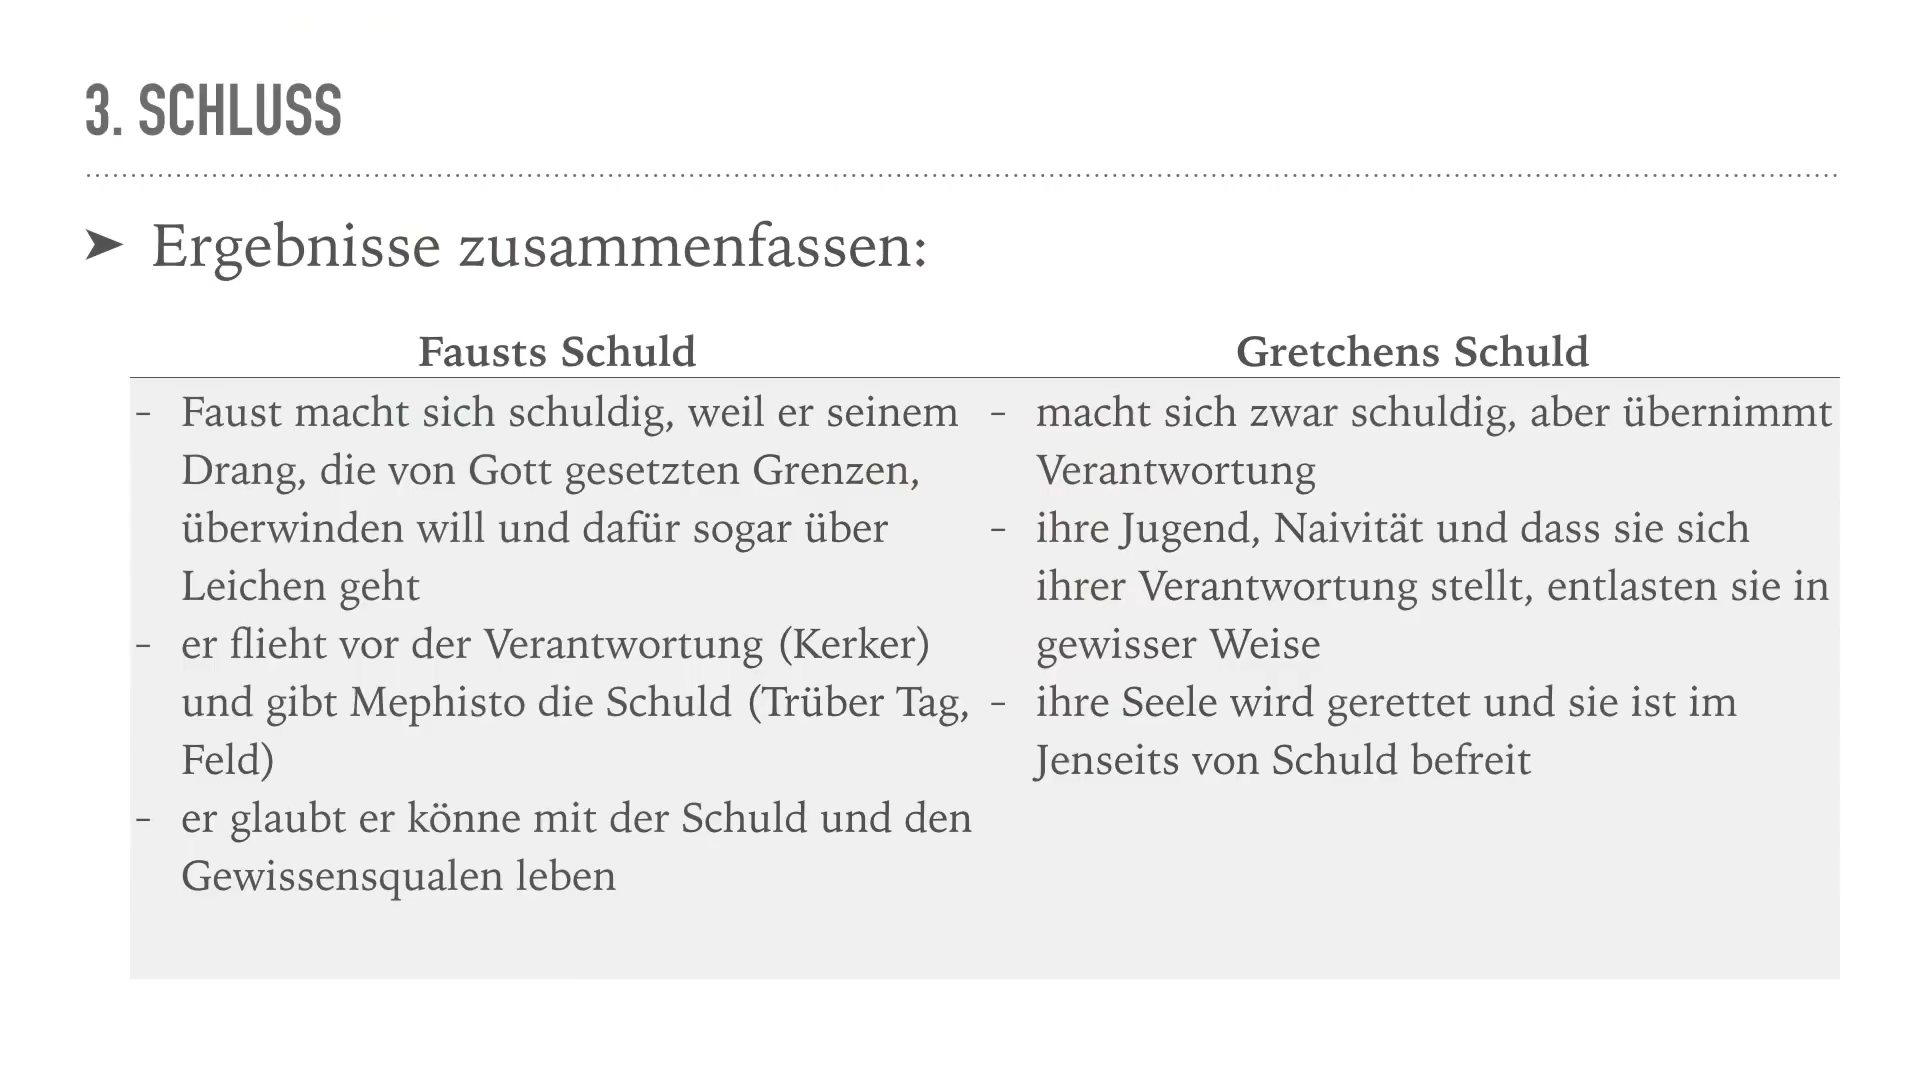 3. SCHLUSS
➤ Ergebnisse zusammenfassen:
Fausts Schuld
- Faust macht sich schuldig, weil er seinem
Drang, die von Gott gesetzten Grenzen,
überwinden will und dafür sogar über
Leichen geht
- er flieht vor der Verantwortung (Kerker)
und gibt Mephisto die Schuld (Trüber Tag,
Feld)
- er glaubt er könne mit der Schuld und den
Gewissensqualen leben
Gretchens Schuld
- macht sich zwar schuldig, aber übernimmt
Verantwortung
- ihre Jugend, Naivität und dass sie sich
ihrer Verantwortung stellt, entlasten sie in
gewisser Weise
- ihre Seele wird gerettet und sie ist im
Jenseits von Schuld befreit